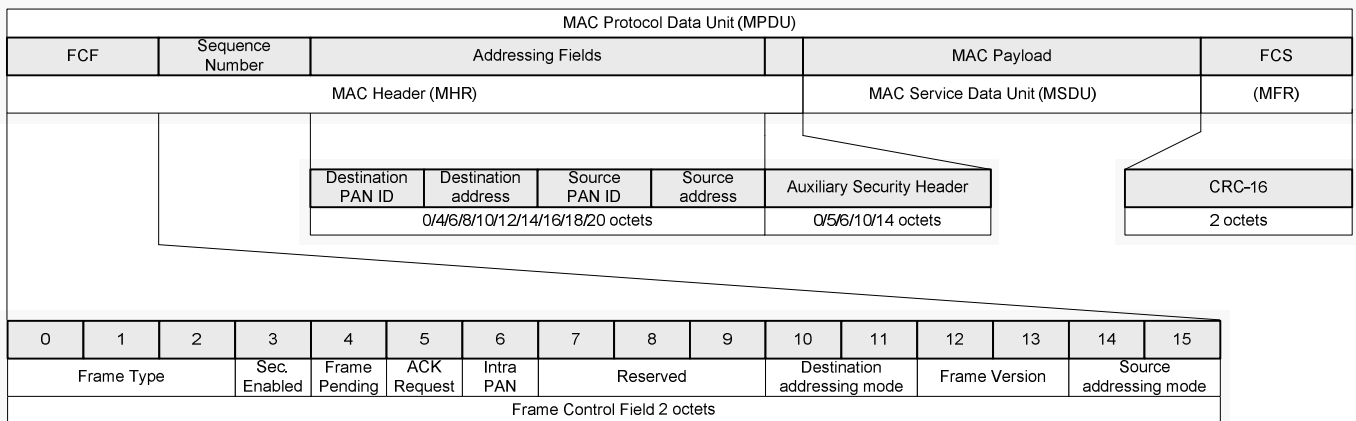 MAC Protocol Data Unit (MPDU)
FCF
Sequence
Number
Addressing Fields
MAC Payload
FCS
MAC Header (MHR)
MAC Service Data Unit (MSDU)
(MFR)
Destination
PAN ID
Destination
address
Source
PAN ID
Source
address
Auxiliary Security Header
CRC-16
0/4/6/8/10/12/14/16/18/20 octets
0/5/6/10/14 octets
2 octets
0 1 2 3 4 5 6 7 8 9 10 11 12 13 14 15
Frame Type
Sec.
Enabled
Frame
Pending
ACK
Request
Intra
PAN
Reserved
Destination
addressing mode
Frame Version
Source
addressing mode
Frame Control Field 2 octets